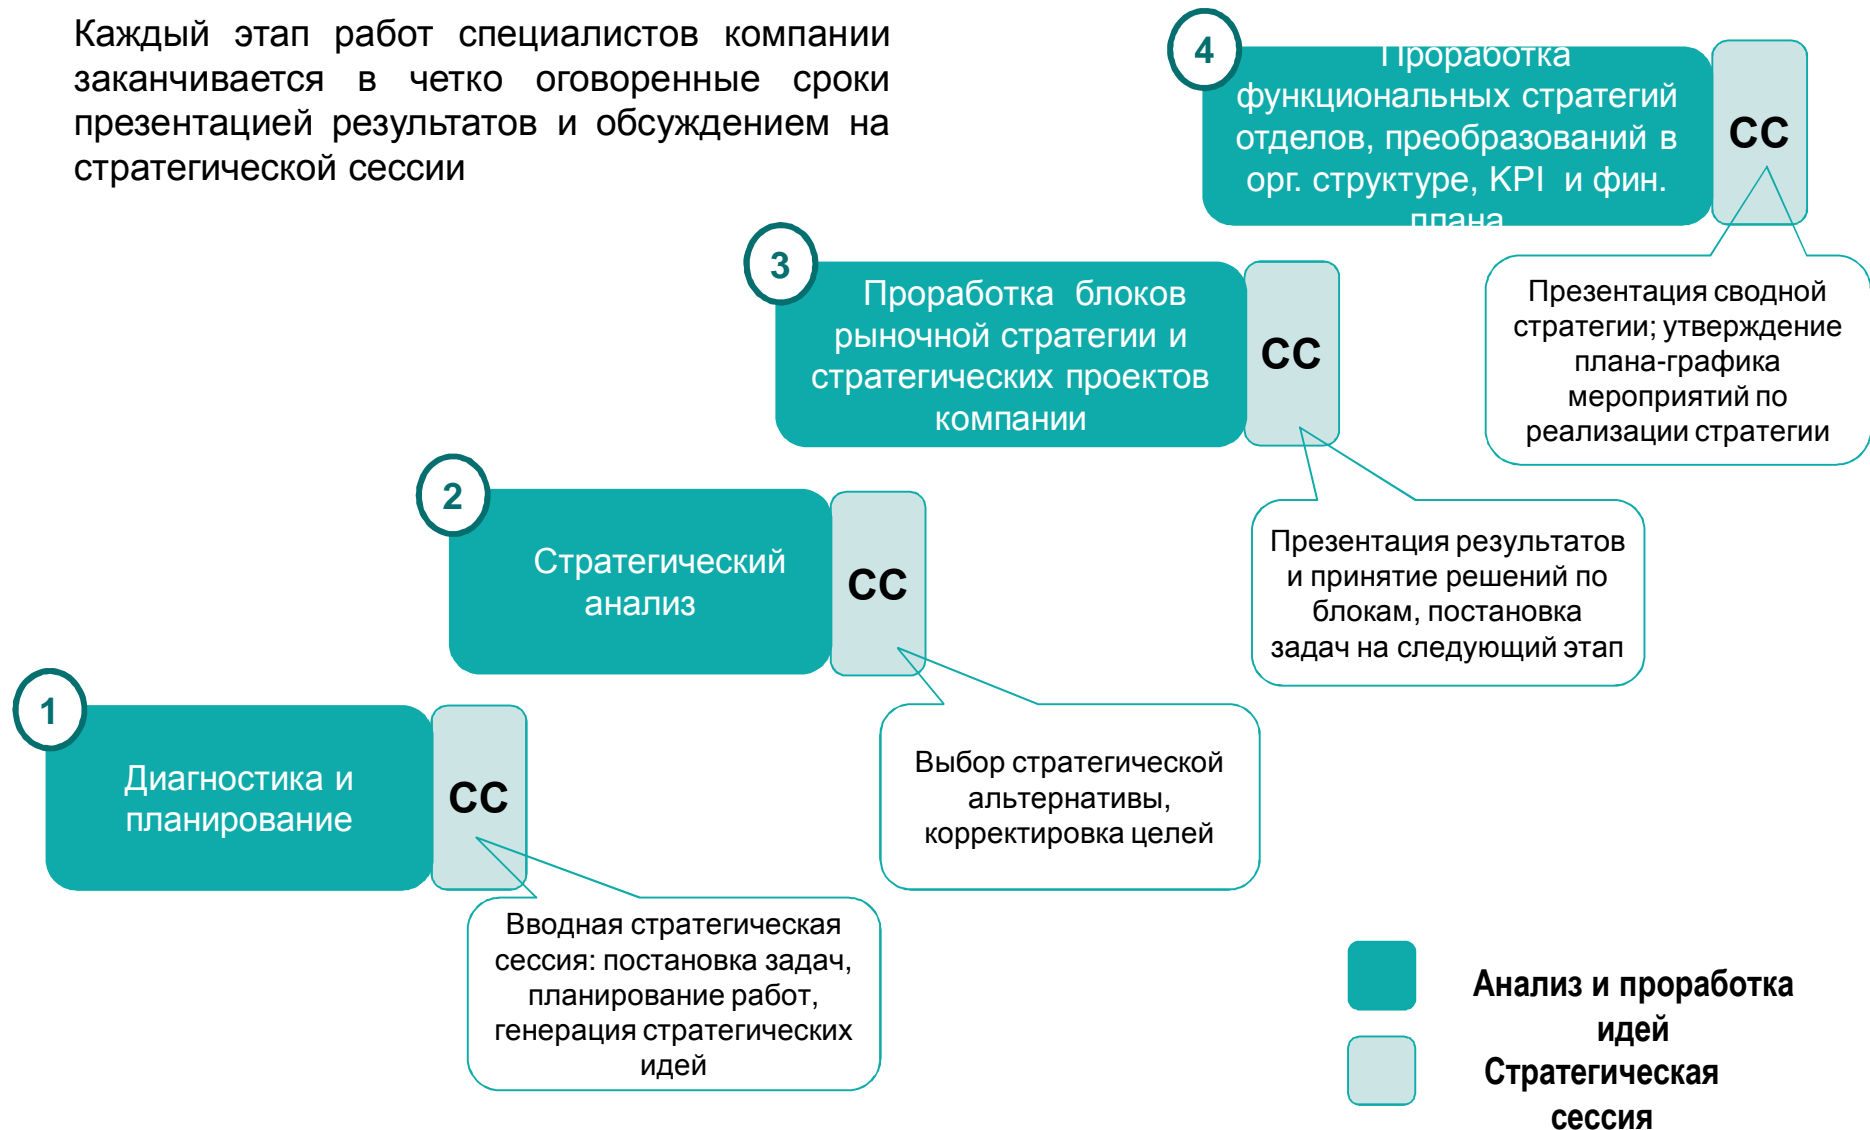 Каждый этап работ специалистов компании
заканчивается в четко оговоренные сроки
презентацией результатов и обсуждением на
стратегической сессии
4
Проработка
функциональных стратегий
отделов, преобразований в
орг. структуре, KPI и фин.
плана
СС
Презентация сводной
стратегии; утверждение
плана-графика
мероприятий по
реализации стратегии
3
Проработка блоков
рыночной стратегии и
стратегических проектов
компании
СС
Презентация результатов
и принятие решений по
блокам, постановка
задач на следующий этап
2
Стратегический
анализ
СС
Выбор стратегической
альтернативы,
корректировка целей
1
Диагностика и
планирование
СС
Вводная стратегическая
сессия: постановка задач,
планирование работ,
генерация стратегических
идей
Анализ и проработка
идей
Стратегическая
сессия